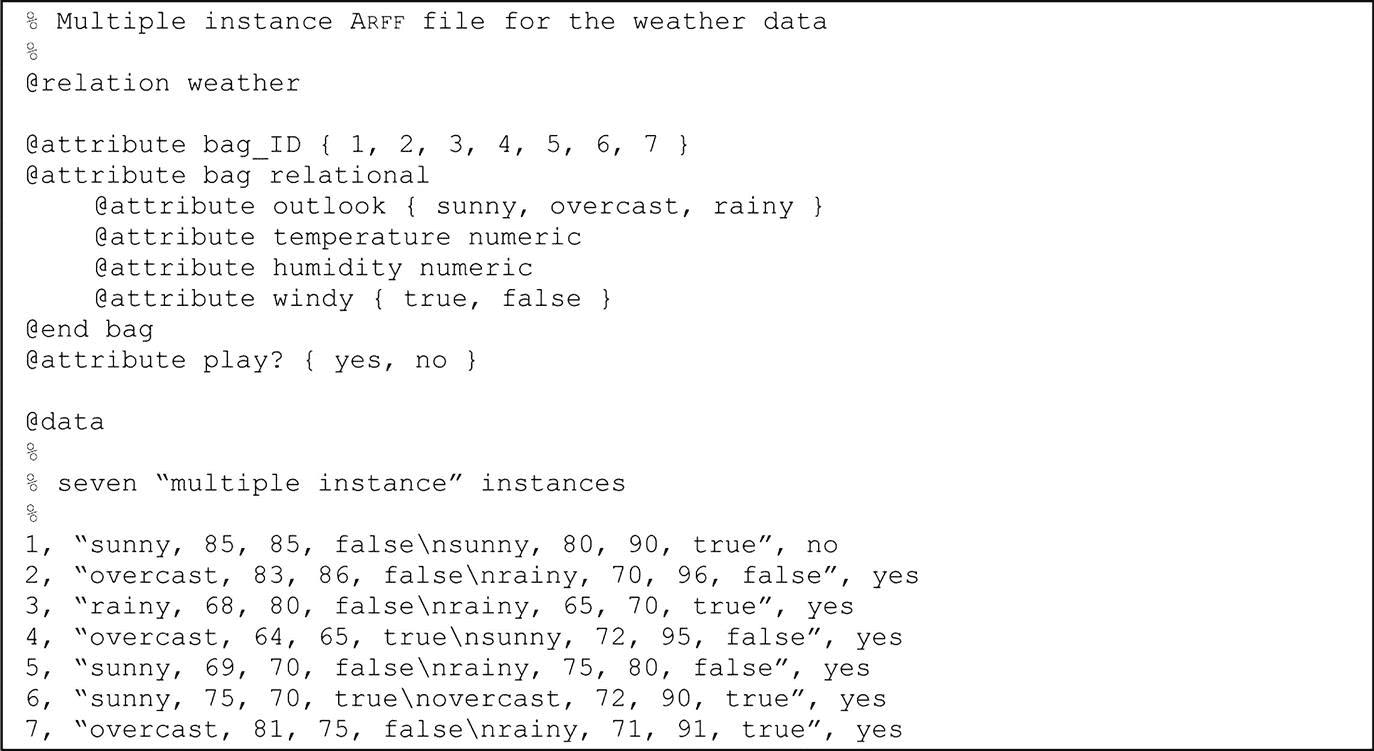 % Multiple instance ARFF file for the weather data
%
@relation weather
@attribute bag_ID { 1, 2, 3, 4, 5, 6, 7 }
@attribute bag relational
@attribute outlook { sunny, overcast, rainy }
@attribute temperature numeric
@attribute humidity numeric
@attribute windy { true, false }
@end bag
@attribute play? { yes, no }
@data
%
% seven “multiple instance” instances
%
1, “sunny, 85, 85, false\nsunny, 80, 90, true”, no
2, “overcast, 83, 86, false\nrainy, 70, 96, false”, yes
3, “rainy, 68, 80, false\nrainy, 65, 70, true”, yes
4, “overcast, 64, 65, true\nsunny, 72, 95, false”, yes
5, “sunny, 69, 70, false\nrainy, 75, 80, false”, yes
6, “sunny, 75, 70, true\novercast, 72, 90, true”, yes
7, “overcast, 81, 75, false\nrainy, 71, 91, true”, yes